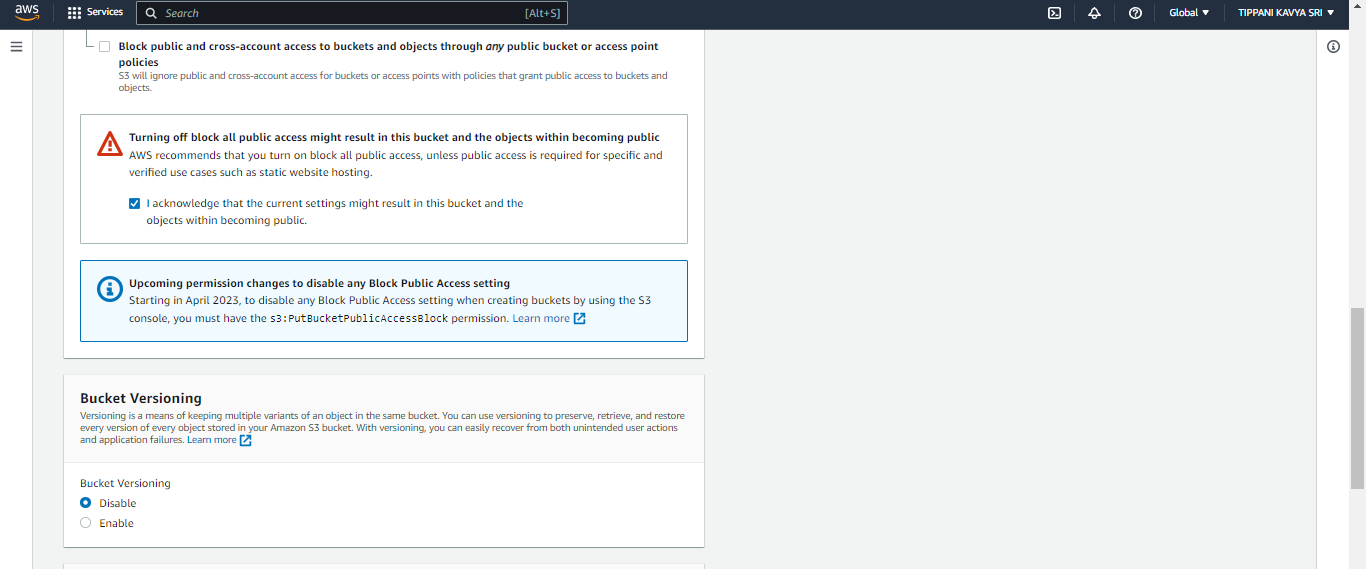 aws
Services
Search
[Alt+S]
Global
TIPPANI KAVYA SRI
Block public and cross-account access to buckets and objects through any public bucket or access point
policies
S3 will ignore public and cross-account access for buckets or access points with policies that grant public access to buckets and
objects.
Turning off block all public access might result in this bucket and the objects within becoming public
AWS recommends that you turn on block all public access, unless public access is required for specific and
verified use cases such as static website hosting.
I acknowledge that the current settings might result in this bucket and the
objects within becoming public.
Upcoming permission changes to disable any Block Public Access setting
Starting in April 2023, to disable any Block Public Access setting when creating buckets by using the S3
console, you must have the s3:PutBucketPublicAccessBlock permission. Learn more
Bucket Versioning
Versioning is a means of keeping multiple variants of an object in the same bucket. You can use versioning to preserve, retrieve, and restore
every version of every object stored in your Amazon S3 bucket. With versioning, you can easily recover from both unintended user actions
and application failures. Learn more
Bucket Versioning
Disable
Enable